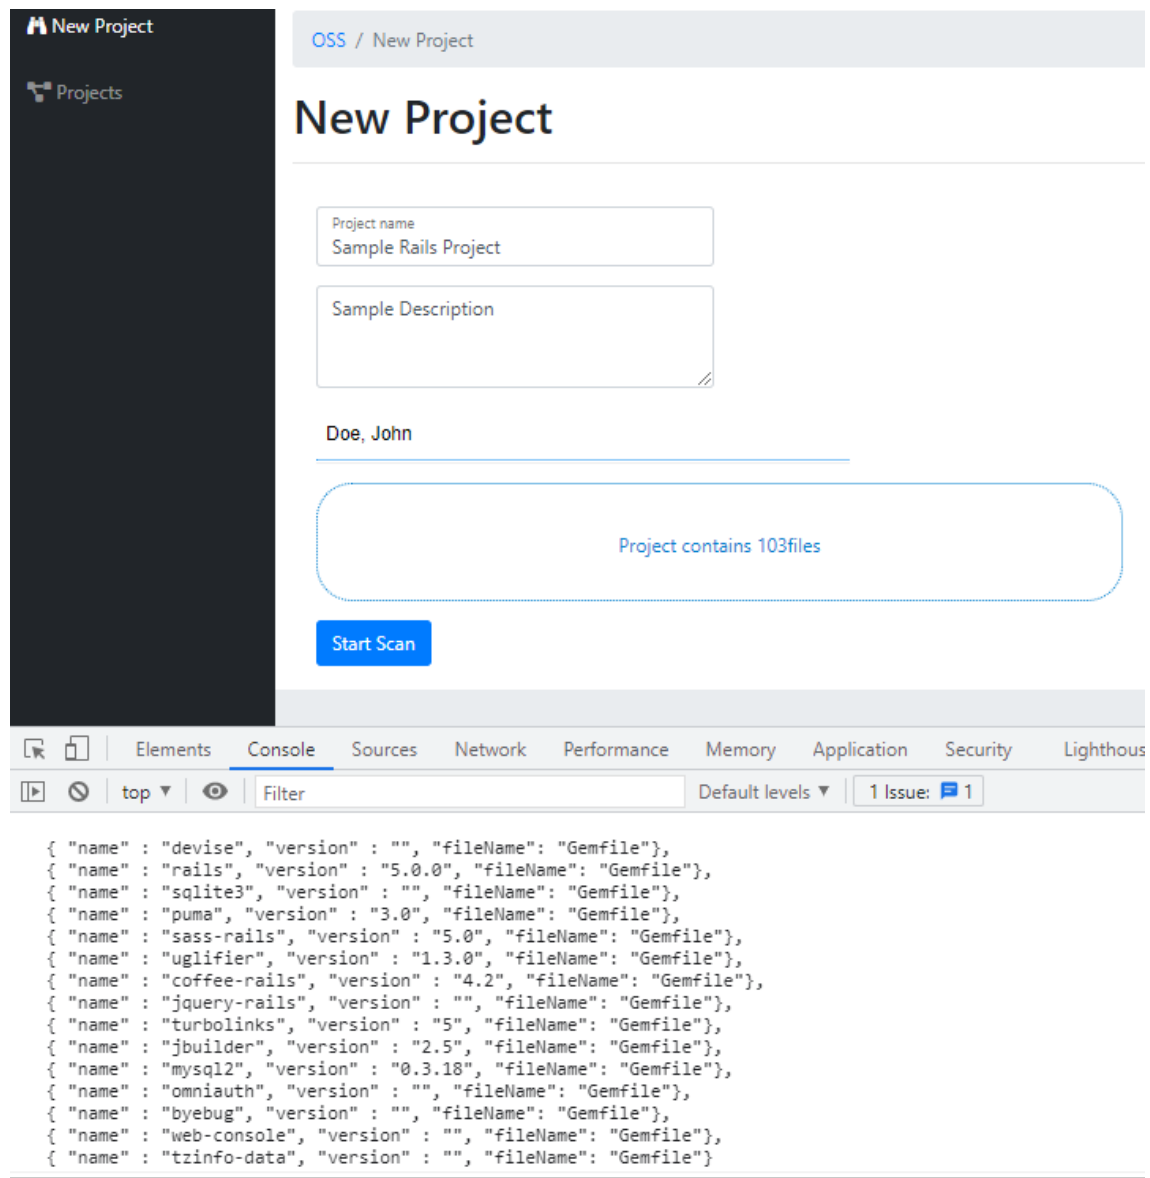 New Project
Projects
OSS / New Project
New Project
Project name
Sample Rails Project
Sample Description
Doe, John
Project contains 103files
Start Scan
Elements Console Sources Network Performance Memory Application Security Lighthous
top ▼ Filter Default levels ▼ 1 Issue: 1
{ "name" : "devise", "version" : "", "fileName": "Gemfile"},
{ "name" : "rails", "version" : "5.0.0", "fileName": "Gemfile"},
{ "name" : "sqlite3", "version" : "", "fileName": "Gemfile"},
{ "name" : "puma", "version" : "3.0", "fileName": "Gemfile"},
{ "name" : "sass-rails", "version" : "5.0", "fileName": "Gemfile"},
{ "name" : "uglifier", "version" : "1.3.0", "fileName": "Gemfile"},
{ "name" : "coffee-rails", "version" : "4.2", "fileName": "Gemfile"},
{ "name" : "jquery-rails", "version" : "", "fileName": "Gemfile"},
{ "name" : "turbolinks", "version" : "5", "fileName": "Gemfile"},
{ "name" : "jbuilder", "version" : "2.5", "fileName": "Gemfile"},
{ "name" : "mysql2", "version" : "0.3.18", "fileName": "Gemfile"},
{ "name" : "omniauth", "version" : "", "fileName": "Gemfile"},
{ "name" : "byebug", "version" : "", "fileName": "Gemfile"},
{ "name" : "web-console", "version" : "", "fileName": "Gemfile"},
{ "name" : "tzinfo-data", "version" : "", "fileName": "Gemfile"}